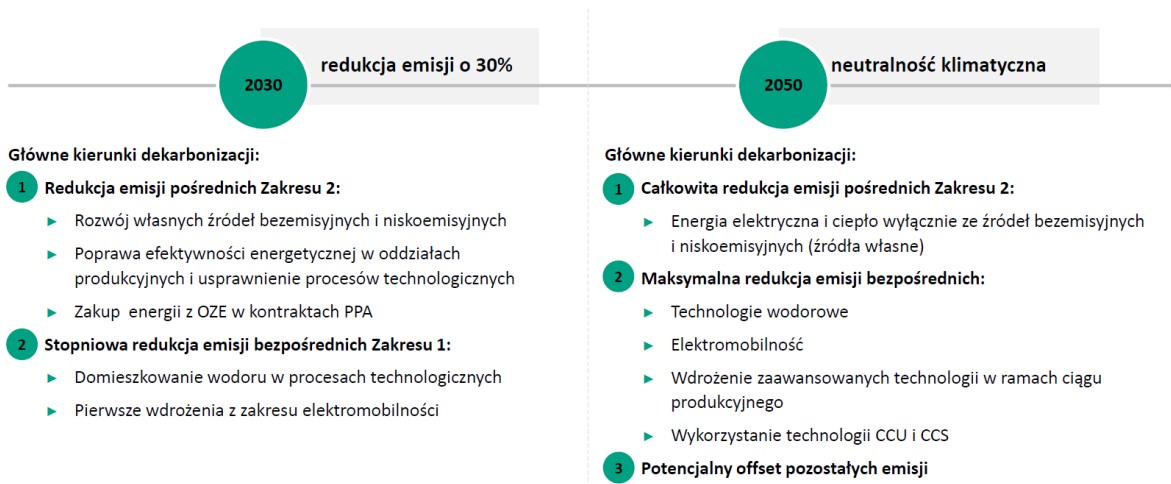 2030
redukcja emisji o 30%
Główne kierunki dekarbonizacji:
1 Redukcja emisji pośrednich Zakresu 2:
► Rozwój własnych źródeł bezemisyjnych i niskoemisyjnych
► Poprawa efektywności energetycznej w oddziałach
produkcyjnych i usprawnienie procesów technologicznych
► Zakup energii z OZE w kontraktach PPA
2 Stopniowa redukcja emisji bezpośrednich Zakresu 1:
► Domieszkowanie wodoru w procesach technologicznych
► Pierwsze wdrożenia z zakresu elektromobilności
2050
neutralność klimatyczna
Główne kierunki dekarbonizacji:
1 Całkowita redukcja emisji pośrednich Zakresu 2:
► Energia elektryczna i ciepło wyłącznie ze źródeł bezemisyjnych
i niskoemisyjnych (źródła własne)
2 Maksymalna redukcja emisji bezpośrednich:
► Technologie wodorowe
► Elektromobilność
► Wdrożenie zaawansowanych technologii w ramach ciągu
produkcyjnego
► Wykorzystanie technologii CCU i CCS
3 Potencjalny offset pozostałych emisji